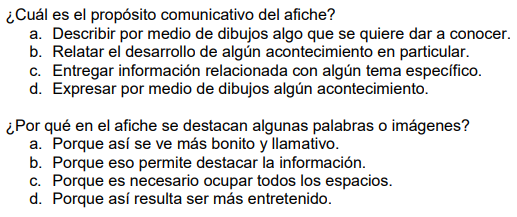 ¿Cuál es el propósito comunicativo del afiche?
a. Describir por medio de dibujos algo que se quiere dar a conocer.
b. Relatar el desarrollo de algún acontecimiento en particular.
c. Entregar información relacionada con algún tema específico.
d. Expresar por medio de dibujos algún acontecimiento.
¿Por qué en el afiche se destacan algunas palabras o imágenes?
a. Porque así se ve más bonito y llamativo.
b. Porque eso permite destacar la información.
c. Porque es necesario ocupar todos los espacios.
d. Porque así resulta ser más entretenido.